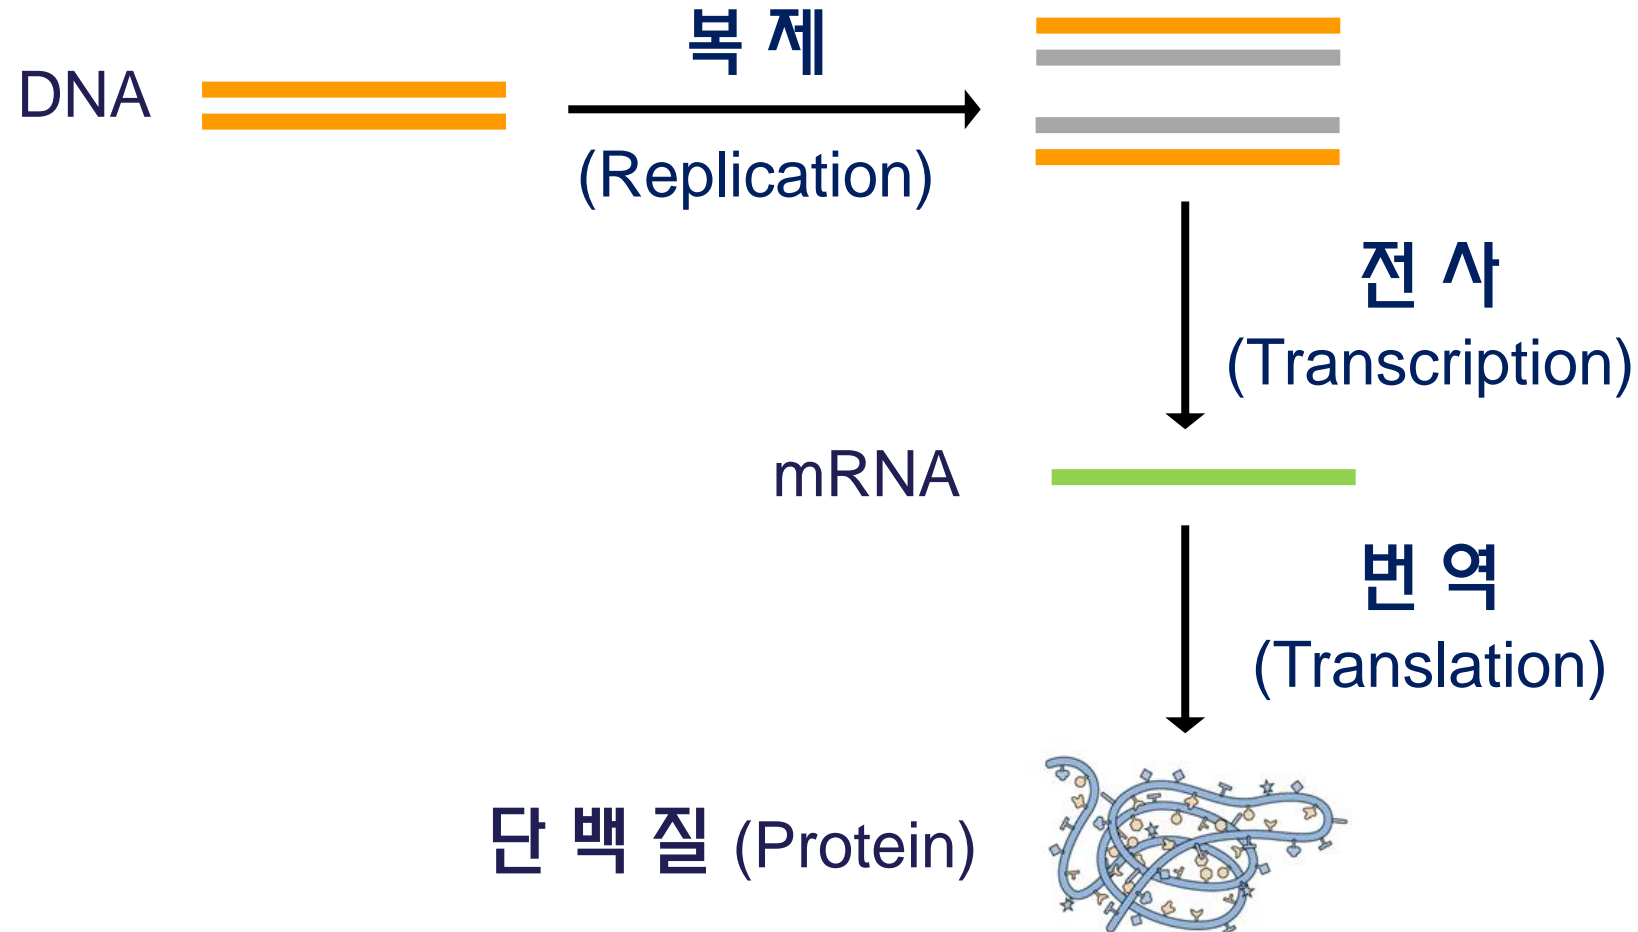 복 제
DNA
(Replication)
전 사
(Transcription)
mRNA
번 역
(Translation)
단 백 질 (Protein)